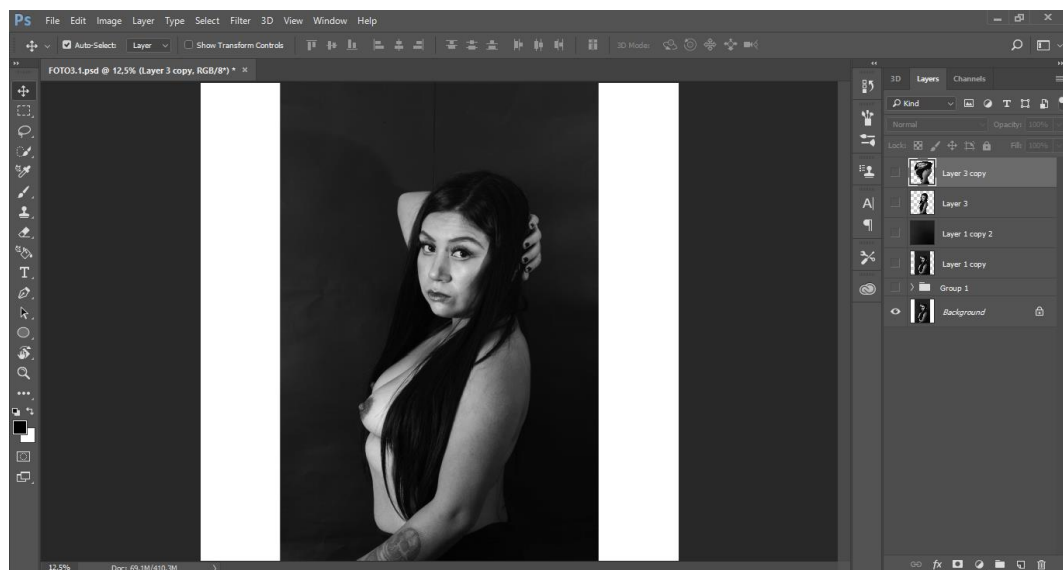 Ps File Edit Image Layer Type Select Filter 3D View Window Help
Auto-Select: Layer Show Transform Controls 3D Mode:
FOTO3.1.psd @ 12,5% (Layer 3 copy, RGB/8*) * ×
3D Layers Channels
Kind
Normal Opacity: 100%
Lock: Fill: 100%
Layer 3 copy
Layer 3
Layer 1 copy 2
Layer 1 copy
Group 1
Background
12,5% Doc: 69,1M/410,3M